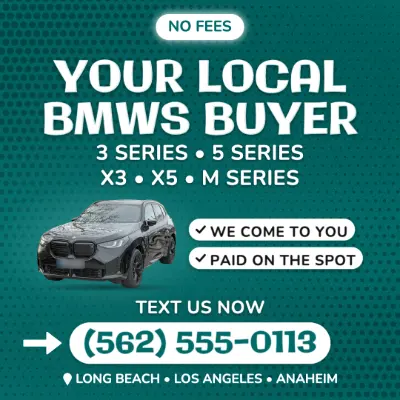 NO FEES
YOUR LOCAL
BMWS BUYER
3 SERIES • 5 SERIES
X3 • X5 • M SERIES
WE COME TO YOU
PAID ON THE SPOT
TEXT US NOW
(562) 555-0113
LONG BEACH • LOS ANGELES • ANAHEIM